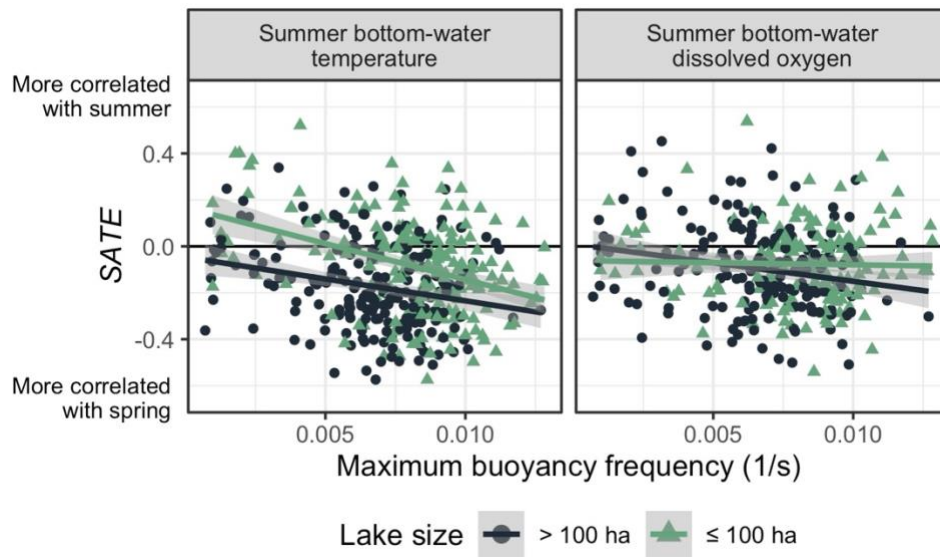 Summer bottom-water
temperature
Summer bottom-water
dissolved oxygen
More correlated
with summer
0.4
0.0
-0.4
SATE
More correlated
with spring
0.005
0.010
0.005
0.010
Maximum buoyancy frequency (1/s)
Lake size
> 100 ha
≤ 100 ha